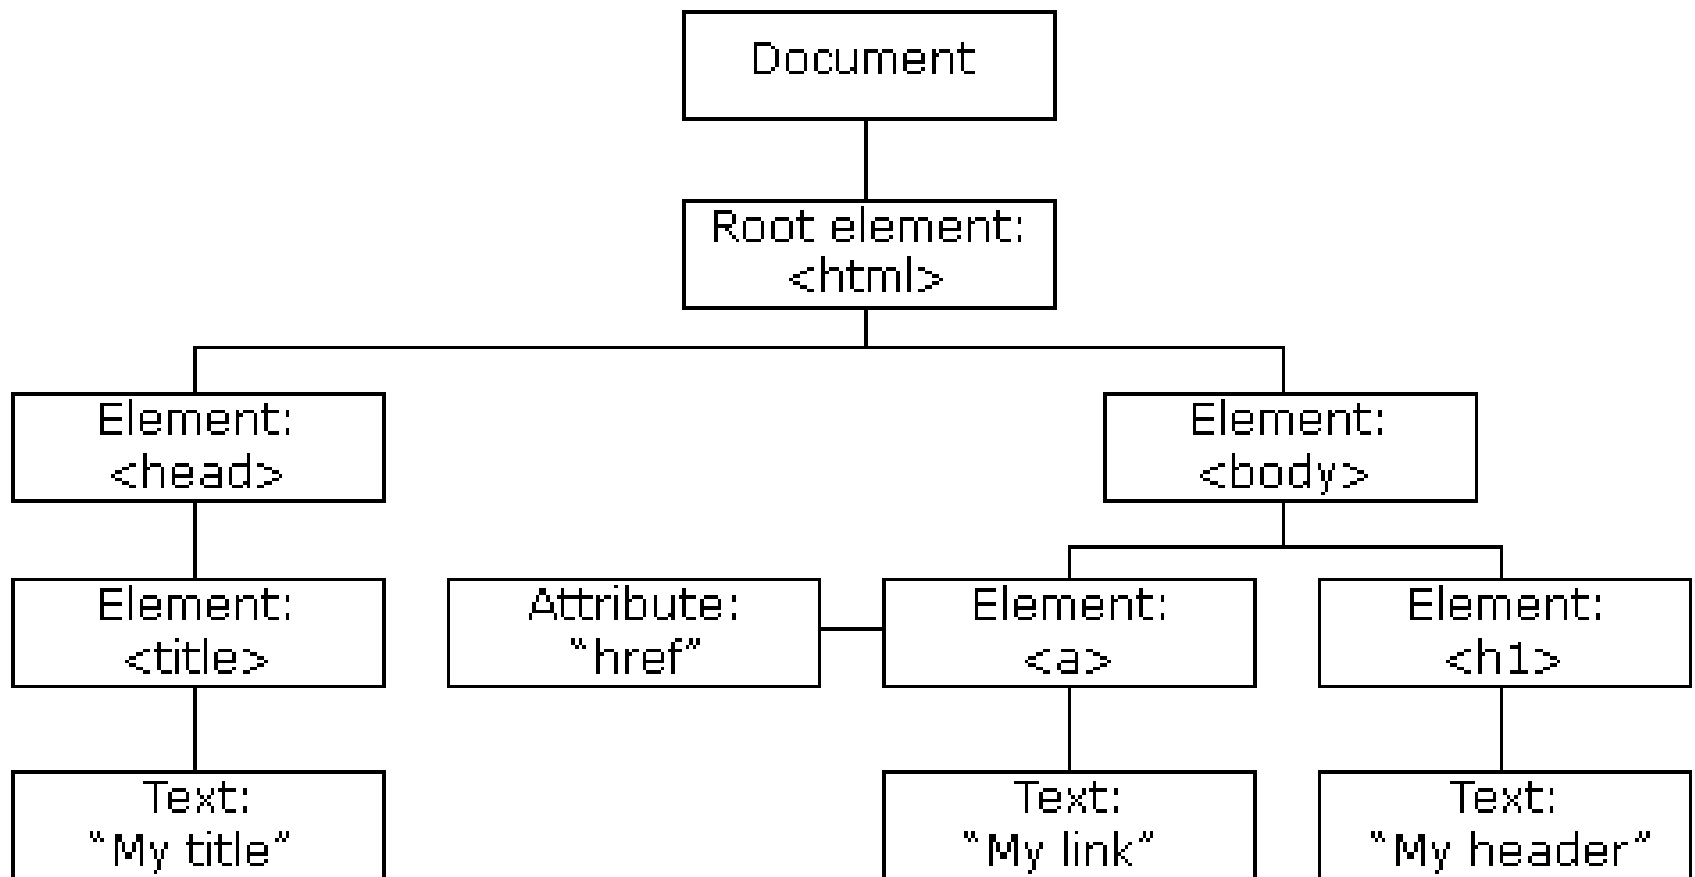 Document
Root element:
<html>
Element:
<head>
Element:
<body>
Element:
<title>
Attribute:
“href”
Element:
<a>
Element:
<h1>
Text:
“My title”
Text:
“My link”
Text:
“My header”